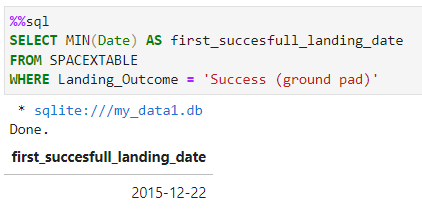 %%sql
SELECT MIN(Date) AS first_succesfull_landing_date
FROM SPACEXTABLE
WHERE Landing_Outcome = 'Success (ground pad)'
* sqlite:///my_data1.db
Done.
first_succesfull_landing_date
2015-12-22